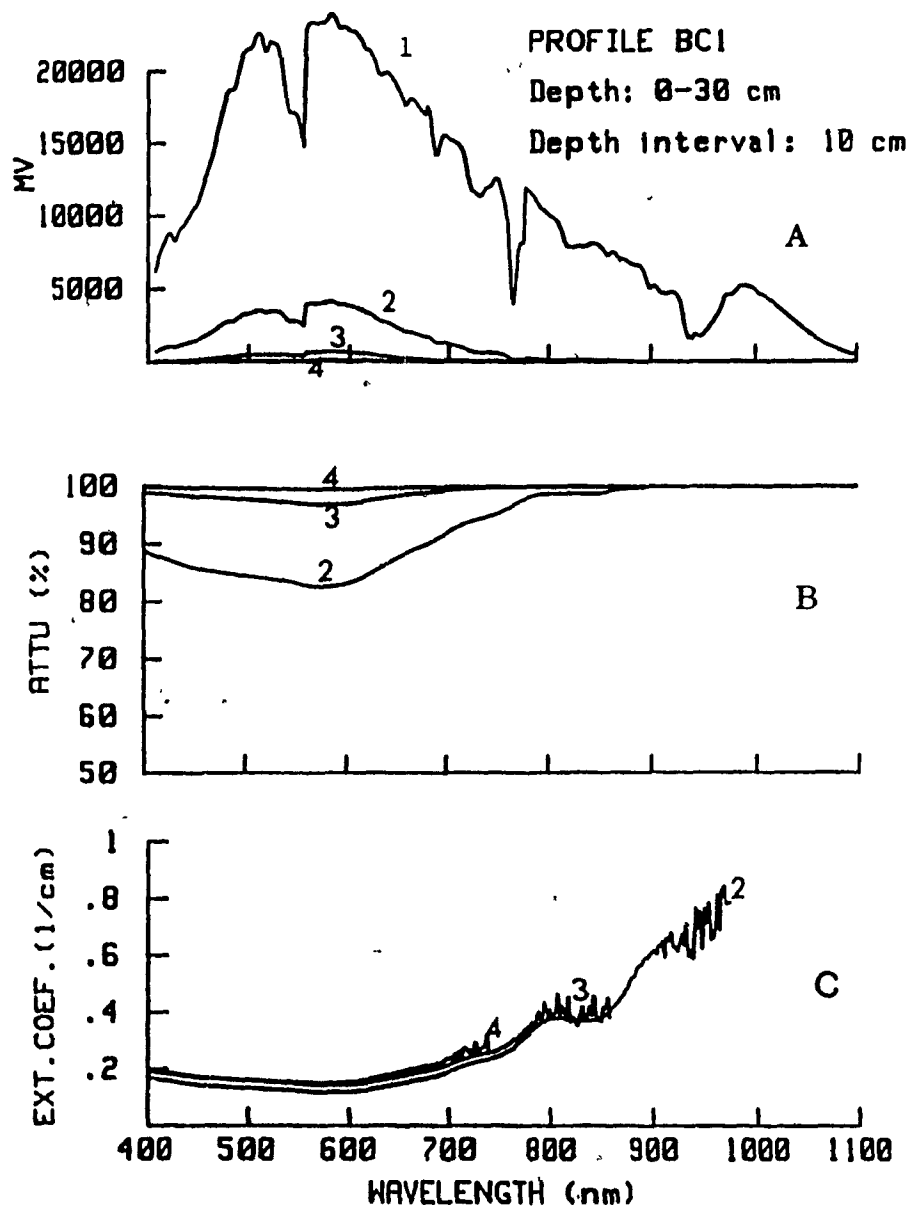 PROFILE BC1
Depth: 0-30 cm
Depth interval: 10 cm
MV
20000
15000
10000
5000
1
2
3
4
A
ATTU (%)
100
90
80
70
60
50
4
3
2
B
EXT.COEF.(1/cm)
1
.8
.6
.4
.2
4
3
2
C
400 500 600 700 800 900 1000 1100
WAVELENGTH (nm)